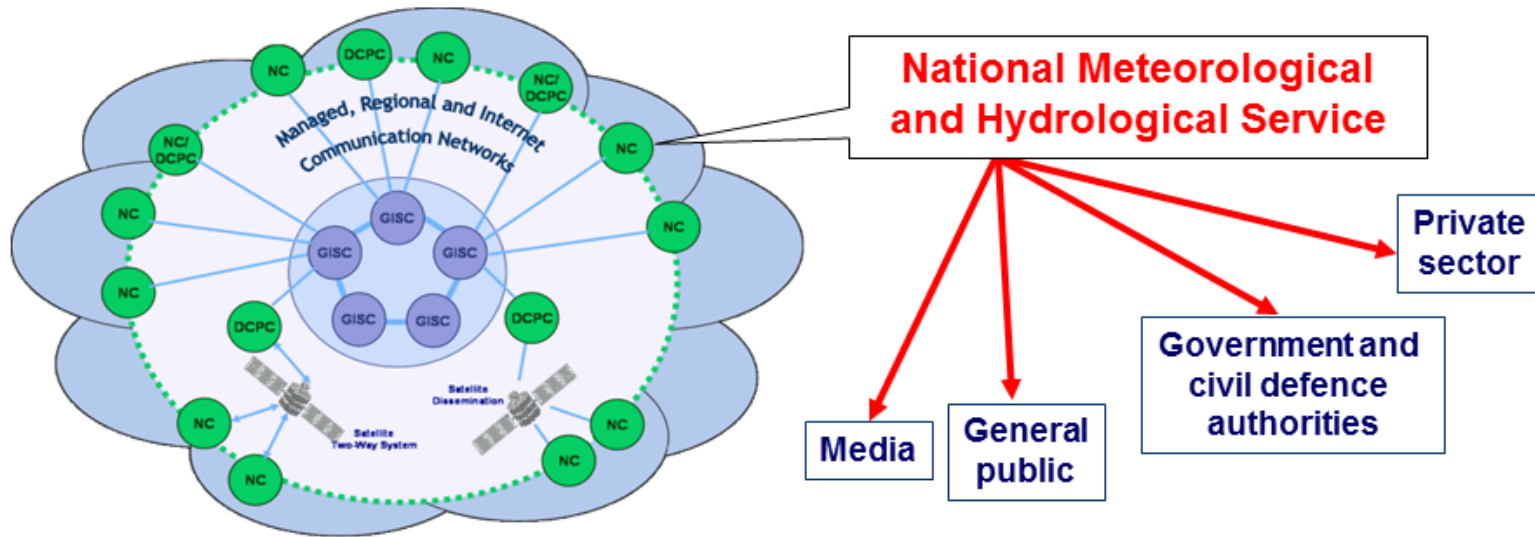 NC
DCPC
NC
NC/
DCPC
NC
NC
NC/
DCPC
NC
NC
Managed, Regional and Internet
Communication Networks
GISC
GISC
GISC
GISC
GISC
DCPC
DCPC
Satellite
Two-Way System
Satellite
Dissemination
NC
NC
NC
NC
National Meteorological
and Hydrological Service
Media
General
public
Government and
civil defence
authorities
Private
sector